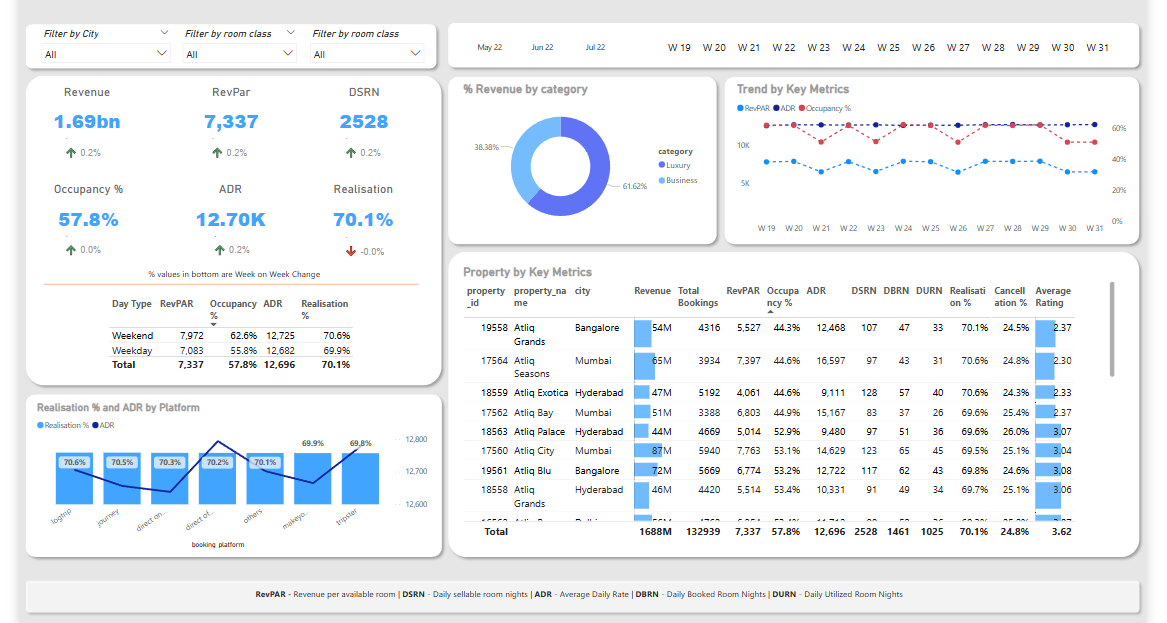 Filter by City
Filter by room class
Filter by room class
All
All
All
May 22
Jun 22
Jul 22
W 19 W 20 W 21 W 22 W 23 W 24 W 25 W 26 W 27 W 28 W 29 W 30 W 31
Revenue
RevPar
DSRN
1.69bn
7,337
2528
0.2%
0.2%
0.2%
Occupancy %
ADR
Realisation
57.8%
12.70K
70.1%
0.0%
0.2%
-0.0%
% values in bottom are Week on Week Change
Day Type RevPAR Occupancy % ADR Realisation %
Weekend 7,972 62.6% 12,725 70.6%
Weekday 7,083 55.8% 12,682 69.9%
Total 7,337 57.8% 12,696 70.1%
% Revenue by category
38.38%
61.62%
category
Luxury
Business
Trend by Key Metrics
RevPAR ADR Occupancy %
10K
5K
60%
40%
20%
0%
W 19 W 20 W 21 W 22 W 23 W 24 W 25 W 26 W 27 W 28 W 29 W 30 W 31
Realisation % and ADR by Platform
Realisation % ADR
70.6% 70.5% 70.3% 70.2% 70.1% 69.9% 69.8%
12,800
12,700
12,600
logtrip journey direct on... direct of... others makeyo... tripster
booking platform
Property by Key Metrics
property_id property_name city Revenue Total Bookings RevPAR Occupancy % ADR DSRN DBRN DURN Realisati on % Cancell ation % Average Rating
19558 Atliq Grands Bangalore 54M 4316 5,527 44.3% 12,468 107 47 33 70.1% 24.5% 2.37
17564 Atliq Seasons Mumbai 65M 3934 7,397 44.6% 16,597 97 43 31 70.6% 24.8% 2.30
18559 Atliq Exotica Hyderabad 47M 5192 4,061 44.6% 9,111 128 57 40 70.6% 24.3% 2.33
17562 Atliq Bay Mumbai 51M 3388 6,803 44.9% 15,167 83 37 26 69.6% 25.4% 2.37
18563 Atliq Palace Hyderabad 44M 4669 5,014 52.9% 9,480 97 51 36 69.6% 26.0% 3.07
17560 Atliq City Mumbai 87M 5940 7,763 53.1% 14,629 123 65 45 69.5% 25.1% 3.04
19561 Atliq Blu Bangalore 72M 5669 6,774 53.2% 12,722 117 62 43 69.8% 24.6% 3.08
18558 Atliq Grands Hyderabad 46M 4420 5,514 53.4% 10,331 91 49 34 69.7% 25.1% 3.06
Total 1688M 132939 7,337 57.8% 12,696 2528 1461 1025 70.1% 24.8% 3.62
RevPAR - Revenue per available room | DSRN - Daily sellable room nights | ADR - Average Daily Rate | DBRN - Daily Booked Room Nights | DURN - Daily Utilized Room Nights